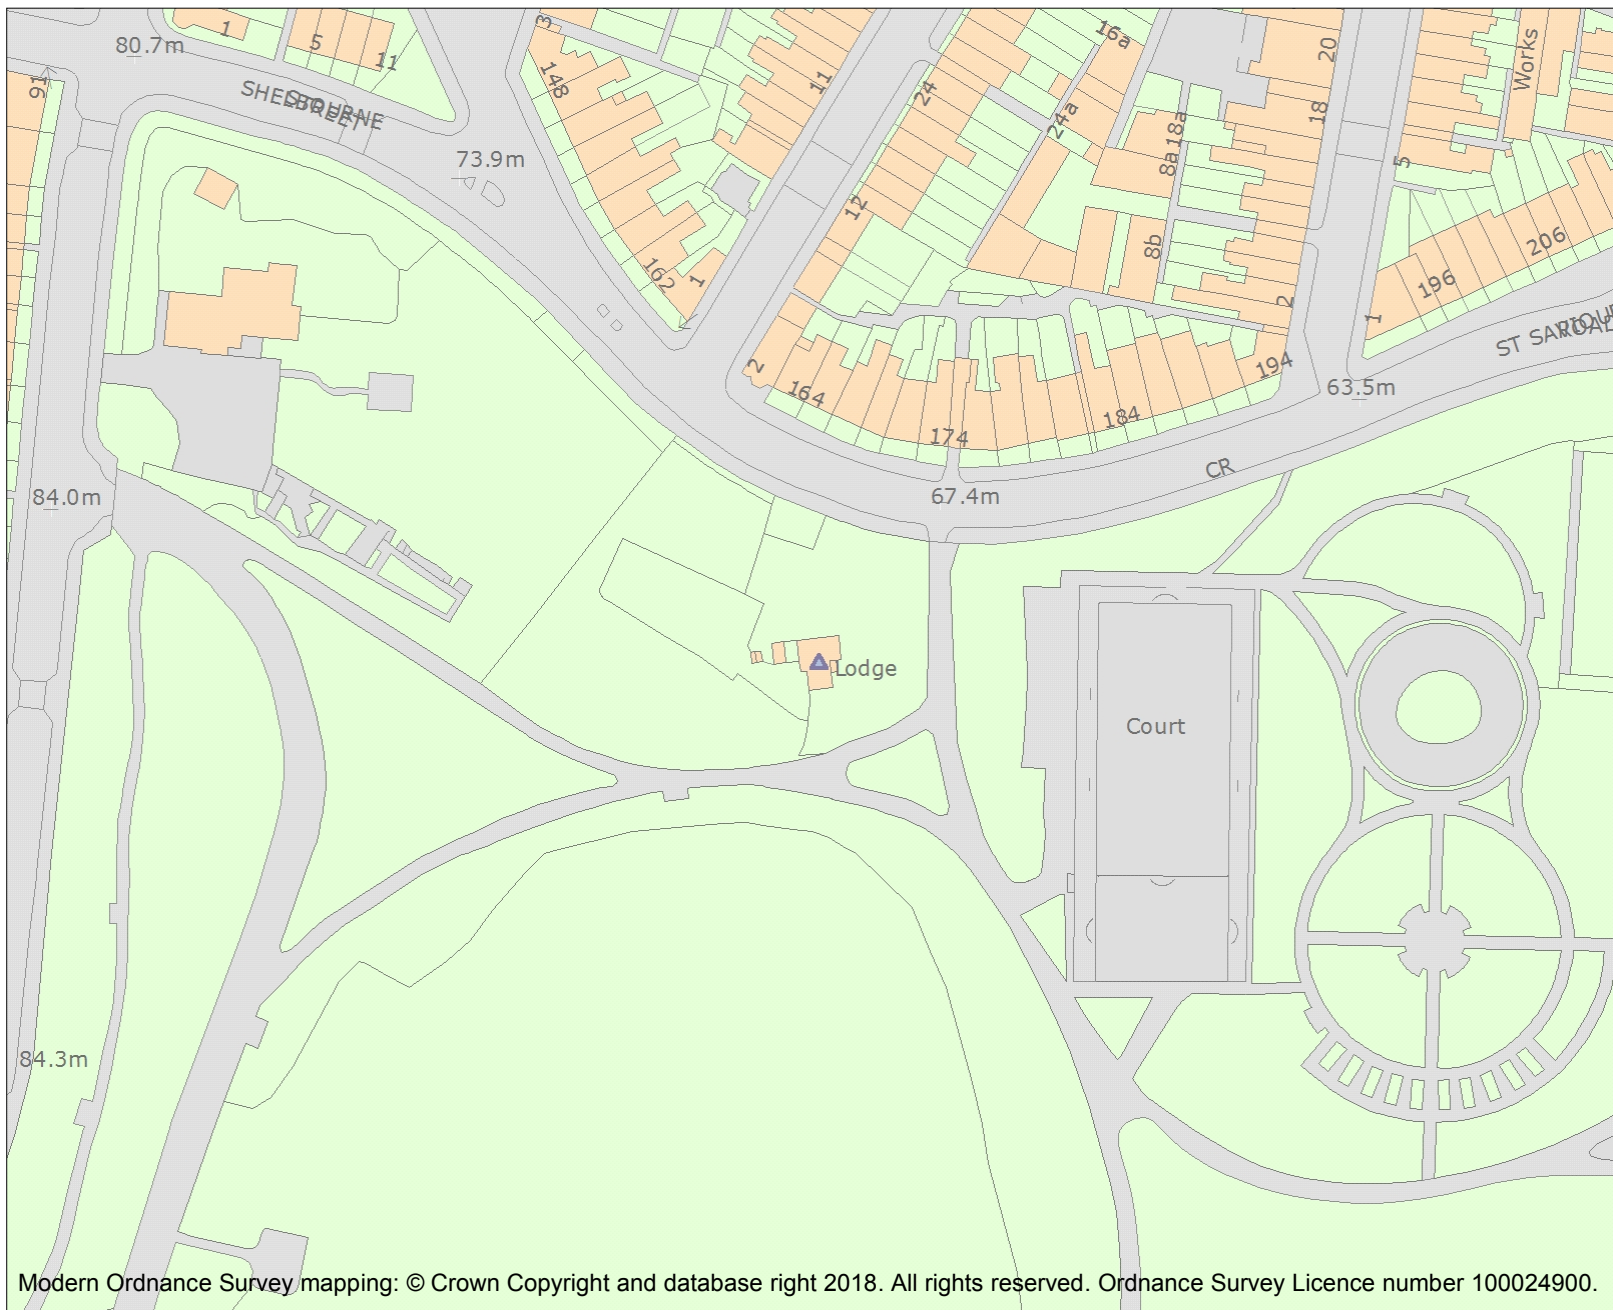 1
5
11
80.7m
91
SHELBOURNE
STREET
73.9m
3
148
11
24
16a
24a
18a
8a
20
18
Works
5
12
162
1
8b
2
1
196
206
2
164
174
184
194
63.5m
ST SAVIOUR
ROAD
CR
67.4m
84.0m
Lodge
Court
84.3m
Modern Ordnance Survey mapping: © Crown Copyright and database right 2018. All rights reserved. Ordnance Survey Licence number 100024900.